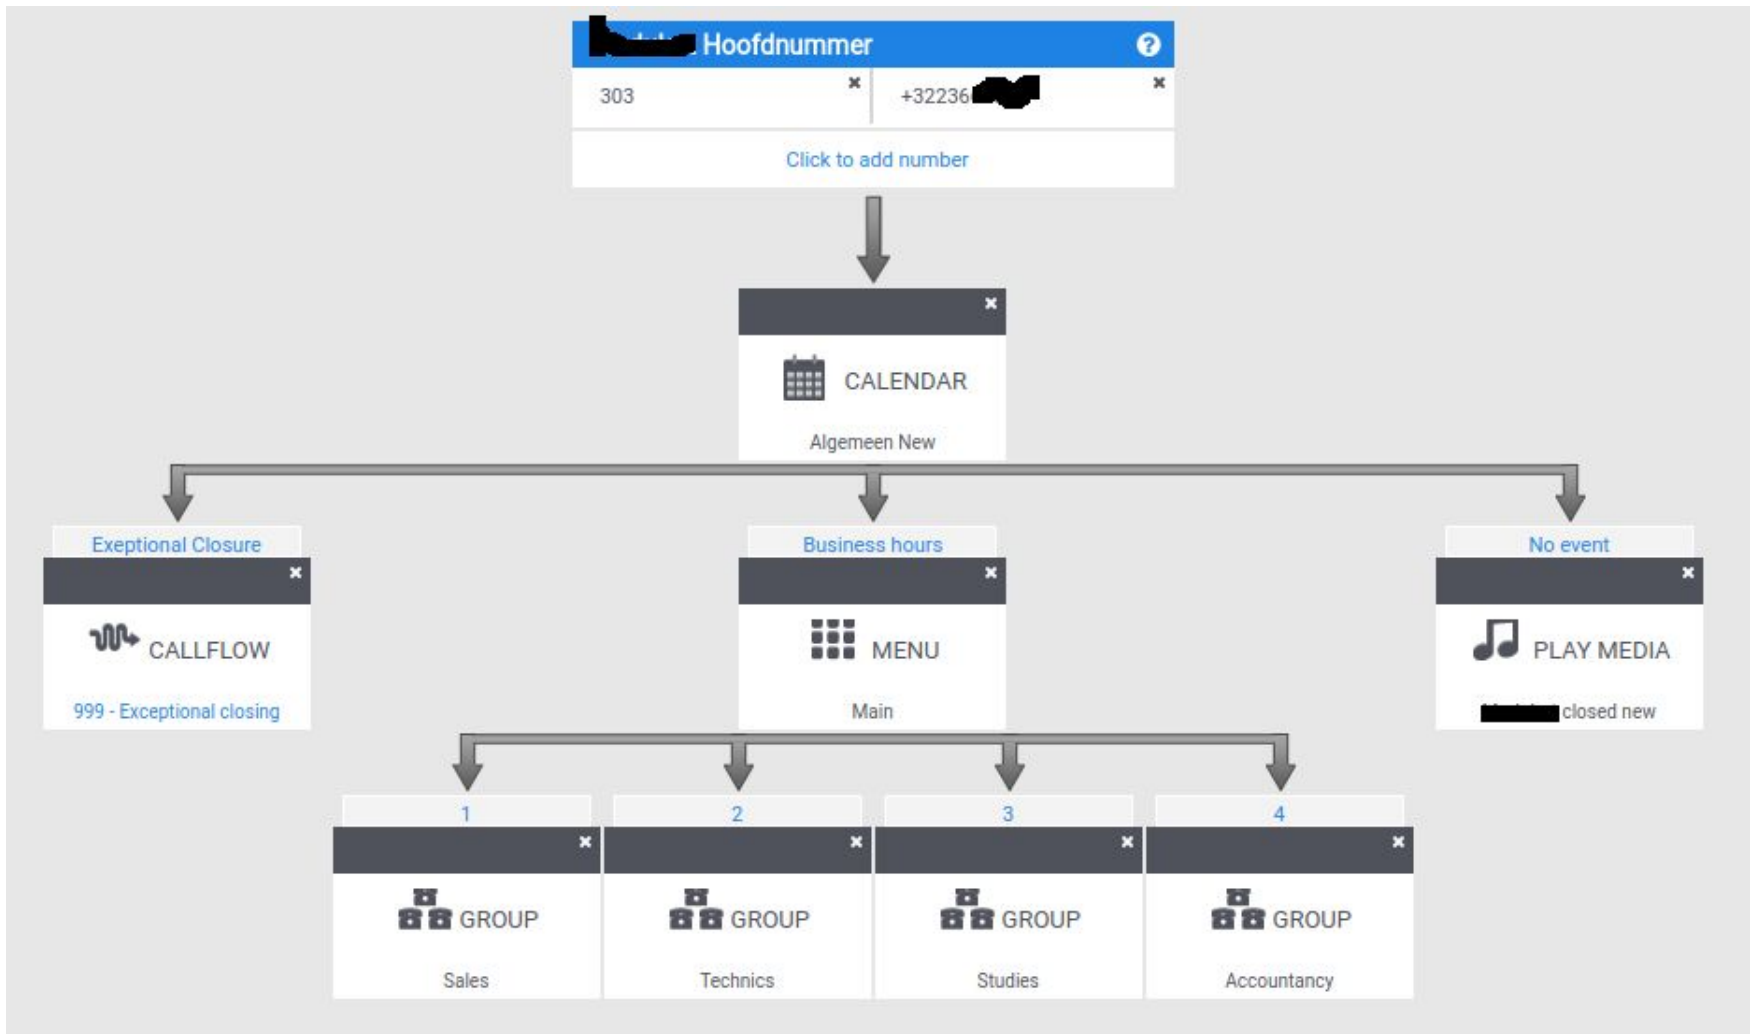 Hoofdnummer
303
+32236
Click to add number
CALENDAR
Algemeen New
Exeptional Closure
Business hours
No event
CALLFLOW
MENU
PLAY MEDIA
999 - Exceptional closing
Main
closed new
1
2
3
4
GROUP
GROUP
GROUP
GROUP
Sales
Technics
Studies
Accountancy